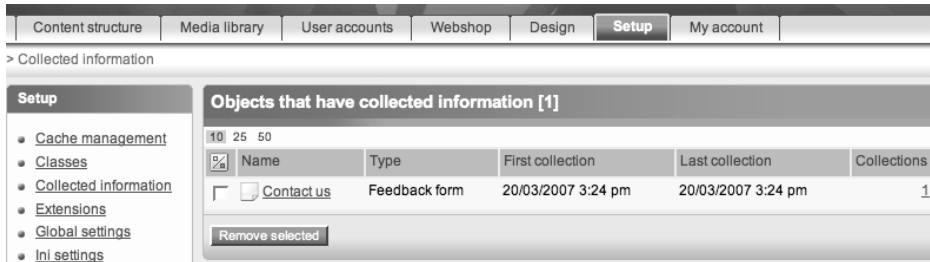 Content structure Media library User accounts Webshop Design Setup My account
> Collected information
Setup
Cache management
Classes
Collected information
Extensions
Global settings
Ini settings
Objects that have collected information [1]
10 25 50
Name Type First collection Last collection Collections
Contact us Feedback form 20/03/2007 3:24 pm 20/03/2007 3:24 pm 1
Remove selected